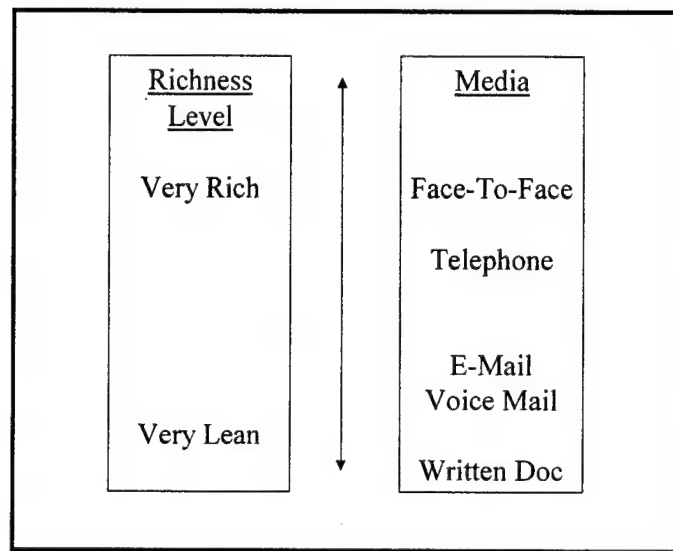 Richness
Level
Very Rich
Very Lean
Media
Face-To-Face
Telephone
E-Mail
Voice Mail
Written Doc